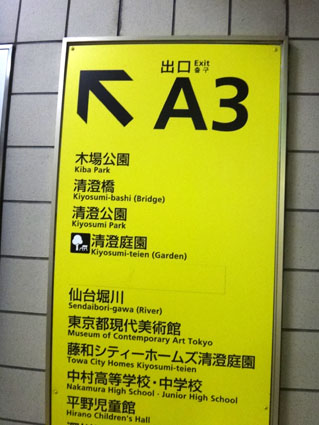 出口 Exit
출구
A3
木場公園
Kiba Park
清澄橋
Kiyosumi-bashi (Bridge)
清澄公園
Kiyosumi Park
清澄庭園
Kiyosumi-teien (Garden)
仙台堀川
Sendaibori-gawa (River)
東京都現代美術館
Museum of Contemporary Art Tokyo
藤和シティーホームズ清澄庭園
Towa City Homes Kiyosumi-teien
中村高等学校・中学校
Nakamura High School · Junior High School
平野児童館
Hirano Children's Hall